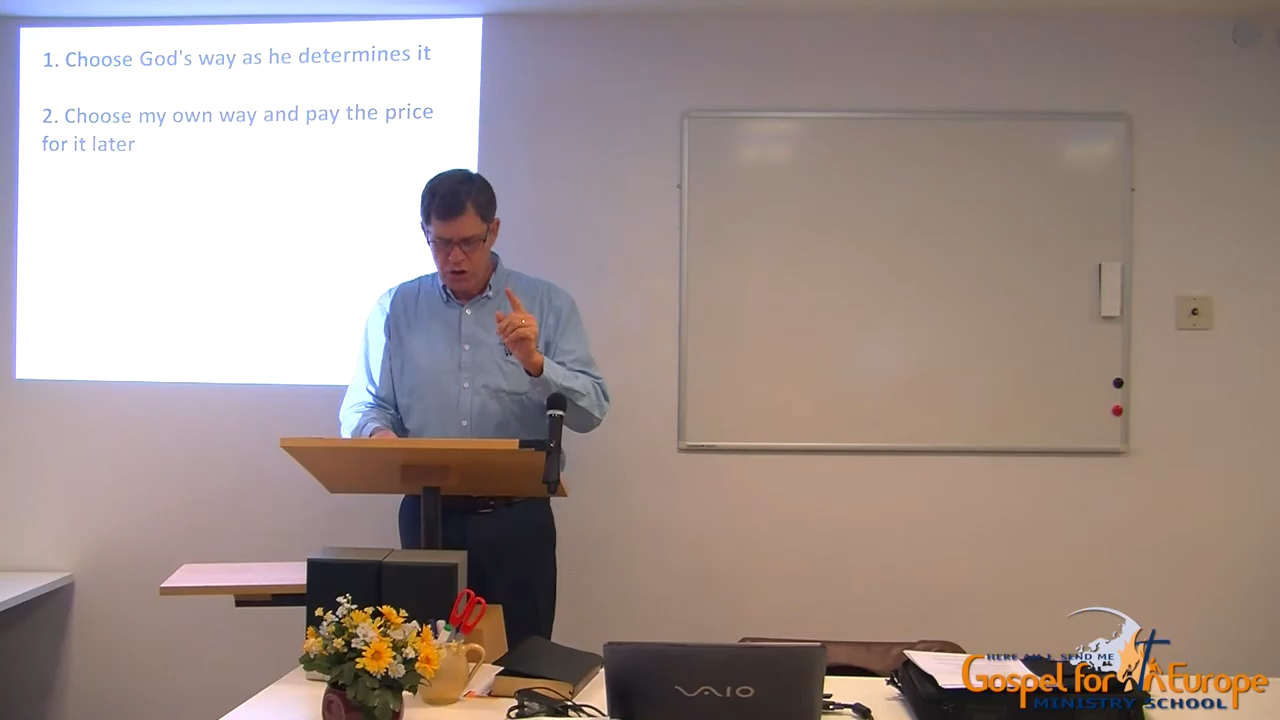 1. Choose God's way as he determines it
2. Choose my own way and pay the price
for it later
VAIO
HERE AM I, SEND ME
Gospel for Europe
MINISTRY SCHOOL